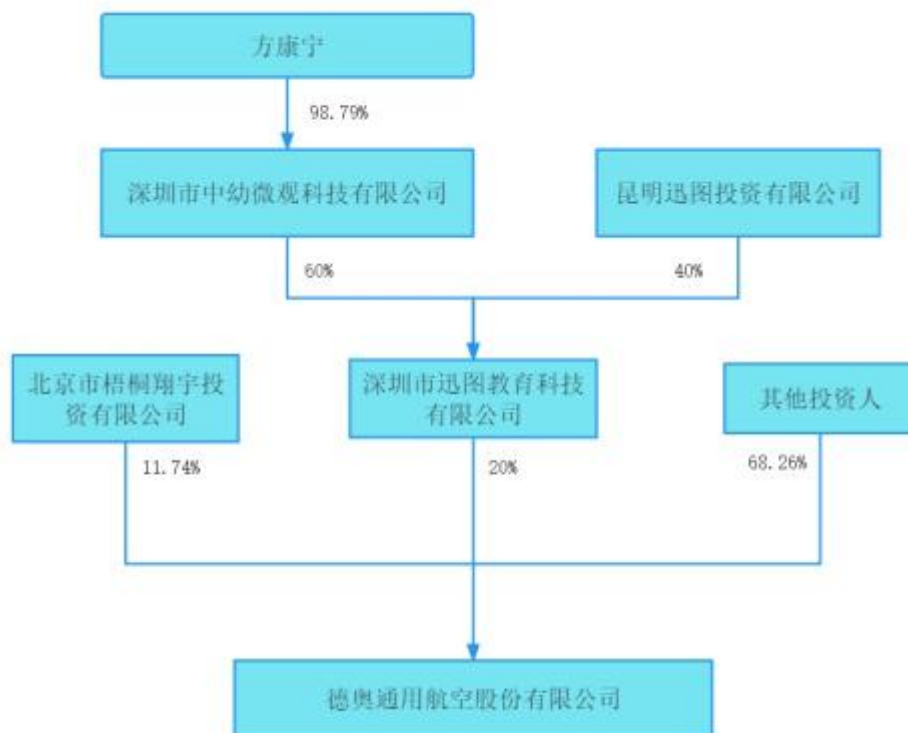 方康宁
98.79%
深圳市中幼微观科技有限公司
昆明迅图投资有限公司
60%
40%
北京市梧桐翔宇投
资有限公司
深圳市迅图教育科技
有限公司
其他投资人
11.74%
20%
68.26%
德奥通用航空股份有限公司